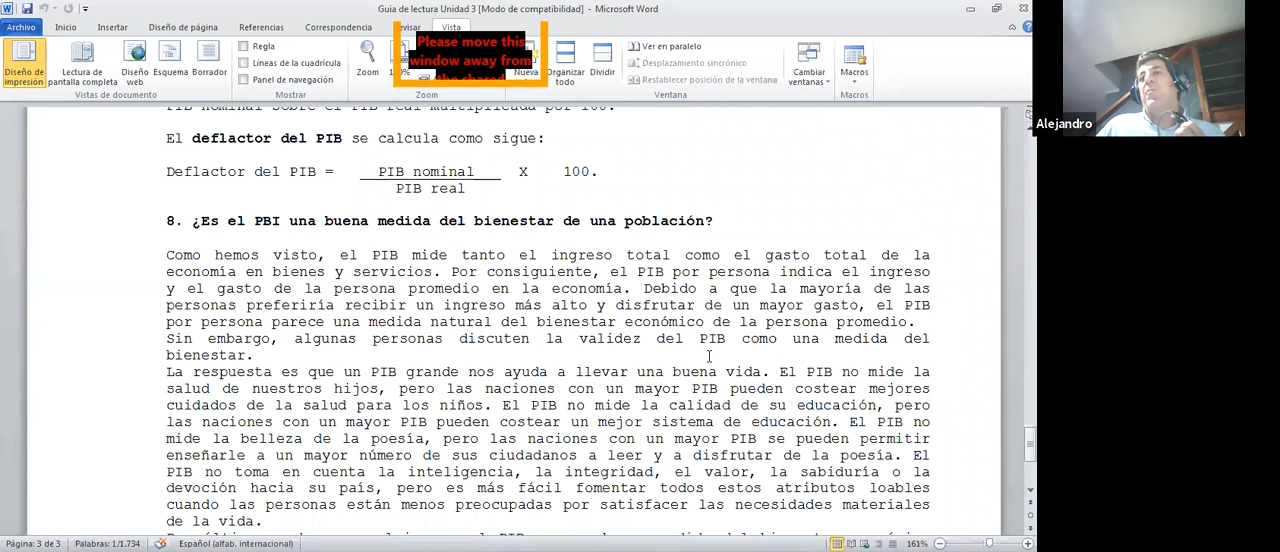 Guia de lectura Unidad 3 [Modo de compatibilidad] - Microsoft Word
Archivo Inicio Insertar Diseño de página Referencias Correspondencia Vista
Diseño de impresión
Lectura de pantalla completa
Diseño web
Esquema
Borrador
Regla
Líneas de la cuadrícula
Panel de navegación
Zoom
Please move this
window away from
the shared
Nueva
Organizar todo
Dividir
Ver en paralelo
Desplazamiento sincrónico
Restablecer posición de la ventana
Cambiar ventanas
Macros
Vistas de documento Mostrar Zoom Ventana Macros
PIB nominal sobre el PIB real multiplicada por 100.
El deflactor del PIB se calcula como sigue:
Deflactor del PIB = PIB nominal X 100.
PIB real
8. ¿Es el PBI una buena medida del bienestar de una población?
Como hemos visto, el PIB mide tanto el ingreso total como el gasto total de la
economía en bienes y servicios. Por consiguiente, el PIB por persona indica el ingreso
y el gasto de la persona promedio en la economía. Debido a que la mayoría de las
personas preferiría recibir un ingreso más alto y disfrutar de un mayor gasto, el PIB
por persona parece una medida natural del bienestar económico de la persona promedio.
Sin embargo, algunas personas discuten la validez del PIB como una medida del
bienestar.
La respuesta es que un PIB grande nos ayuda a llevar una buena vida. El PIB no mide la
salud de nuestros hijos, pero las naciones con un mayor PIB pueden costear mejores
cuidados de la salud para los niños. El PIB no mide la calidad de su educación, pero
las naciones con un mayor PIB pueden costear un mejor sistema de educación. El PIB no
mide la belleza de la poesía, pero las naciones con un mayor PIB se pueden permitir
enseñarle a un mayor número de sus ciudadanos a leer y a disfrutar de la poesía. El
PIB no toma en cuenta la inteligencia, la integridad, el valor, la sabiduría o la
devoción hacia su país, pero es más fácil fomentar todos estos atributos loables
cuando las personas están menos preocupadas por satisfacer las necesidades materiales
de la vida.
Página: 3 de 3 Palabras: 1/1.734 Español (alfab. internacional) 161%
Alejandro